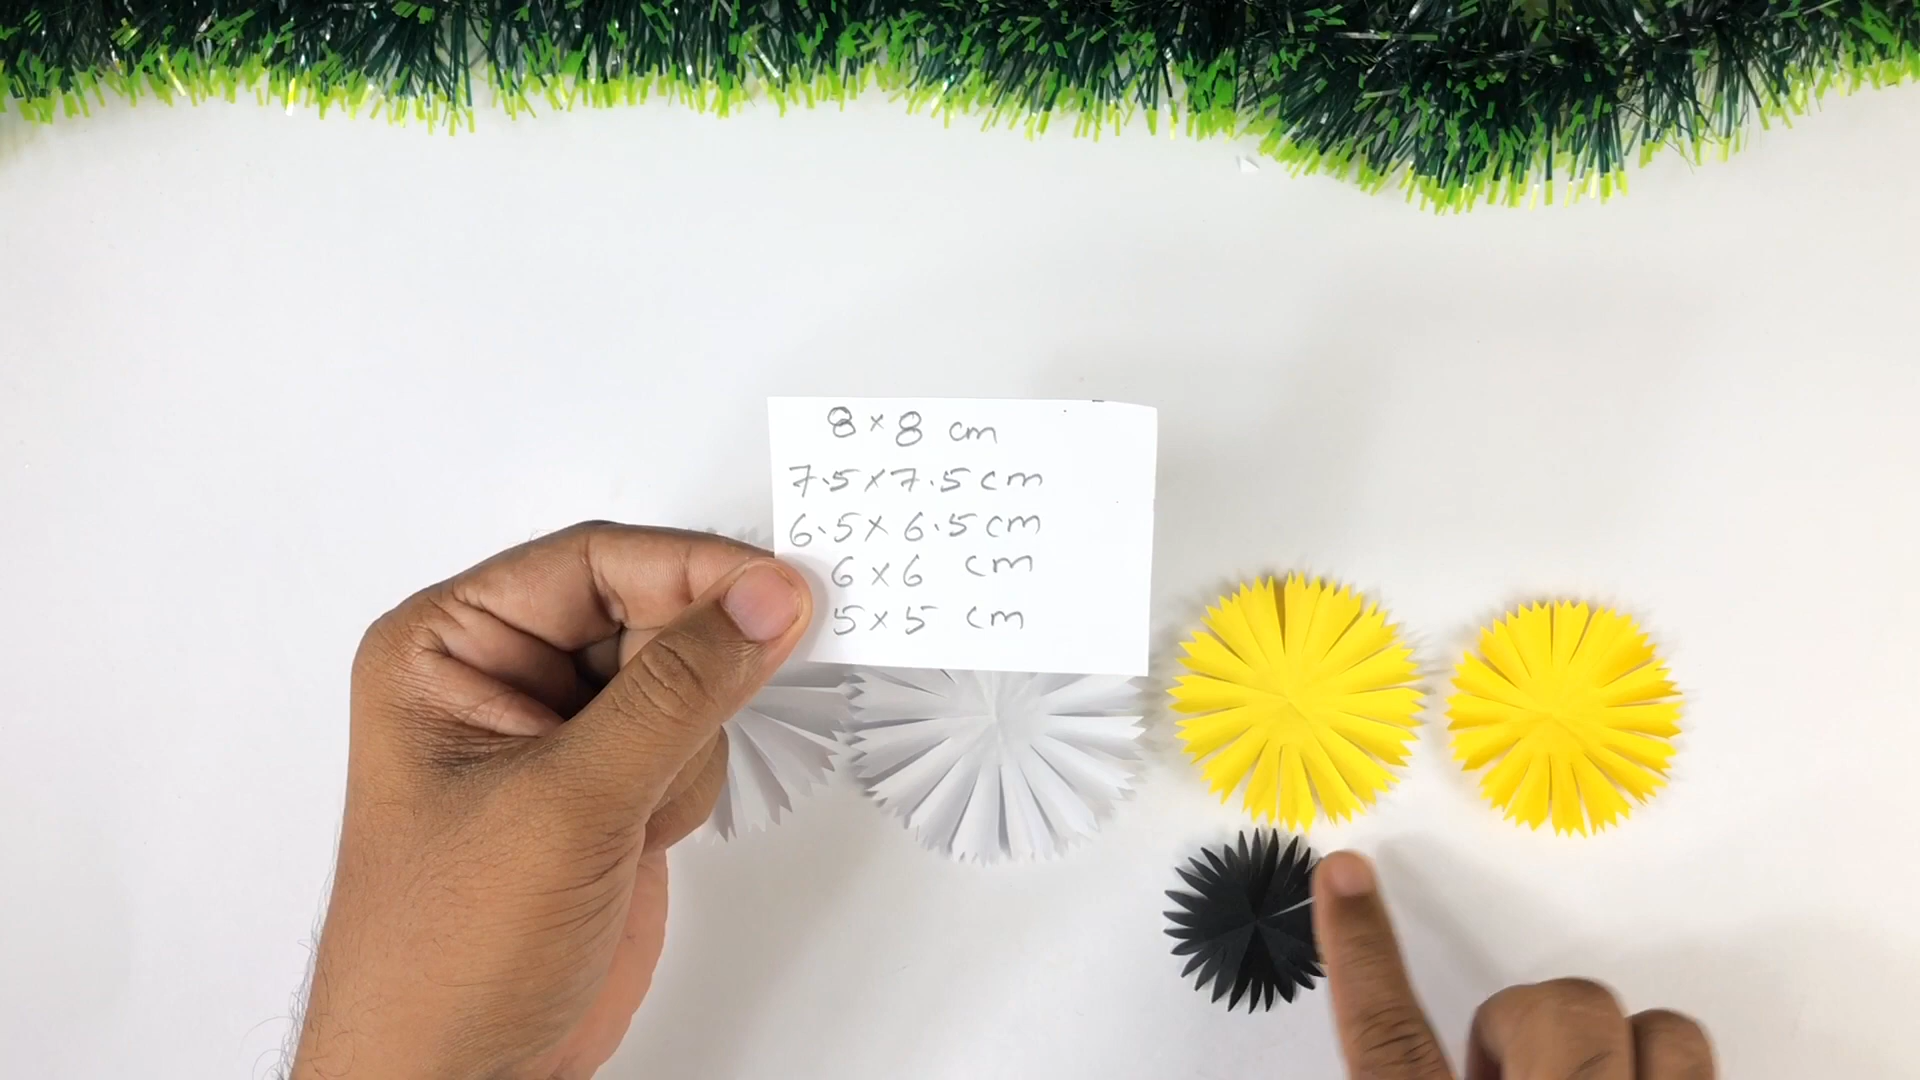 8 × 8 cm
7.5 × 7.5 cm
6.5 × 6.5 cm
6 × 6 cm
5 × 5 cm